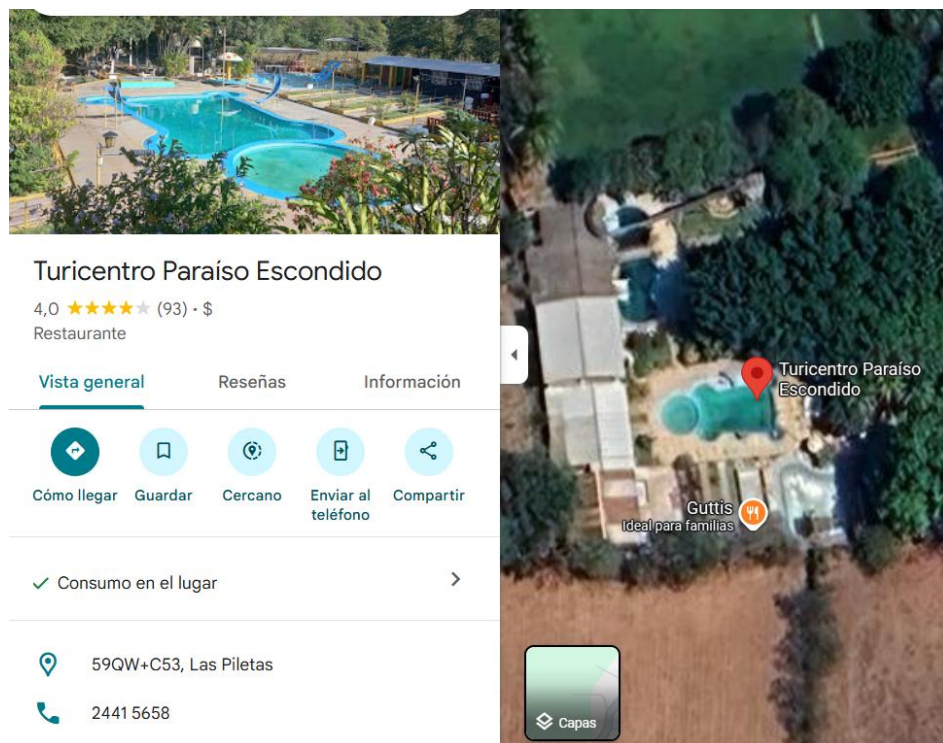 Turicentro Paraíso Escondido
4,0 (93) · $
Restaurante
Vista general
Reseñas
Información
Cómo llegar
Guardar
Cercano
Enviar al
teléfono
Compartir
Consumo en el lugar
59QW+C53, Las Piletas
2441 5658
Turicentro Paraíso
Escondido
Guttis
Ideal para familias
Capas